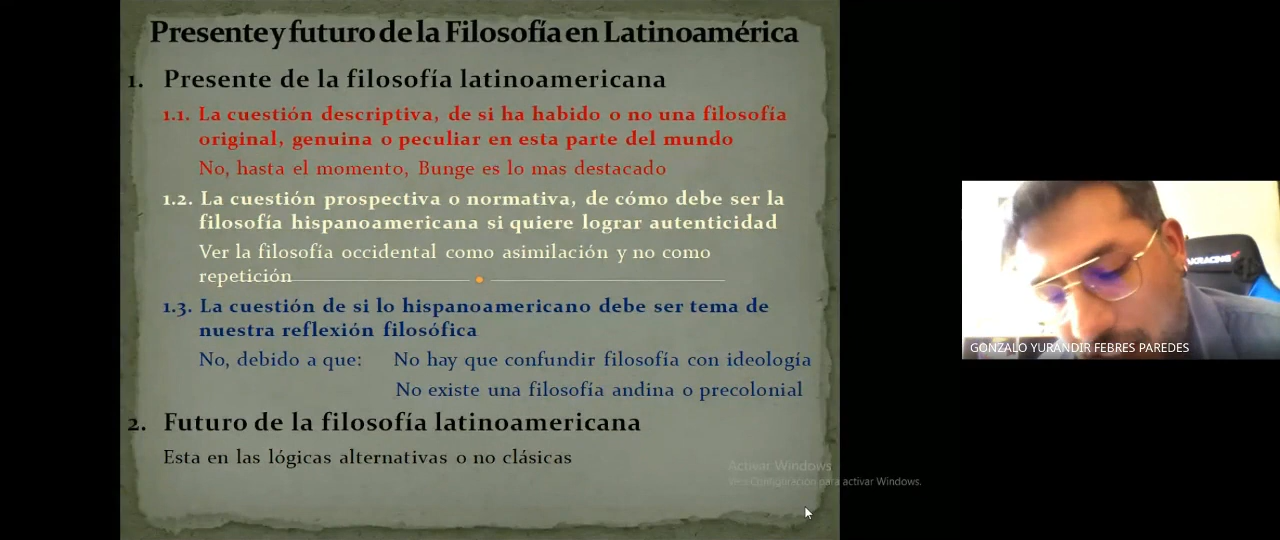 Presente y futuro de la Filosofía en Latinoamérica
1. Presente de la filosofía latinoamericana
1.1. La cuestión descriptiva, de si ha habido o no una filosofía
original, genuina o peculiar en esta parte del mundo
No, hasta el momento, Bunge es lo mas destacado
1.2. La cuestión prospectiva o normativa, de cómo debe ser la
filosofía hispanoamericana si quiere lograr autenticidad
Ver la filosofía occidental como asimilación y no como
repetición
1.3. La cuestión de si lo hispanoamericano debe ser tema de
nuestra reflexión filosófica
No, debido a que: No hay que confundir filosofía con ideología
No existe una filosofía andina o precolonial
2. Futuro de la filosofía latinoamericana
Esta en las lógicas alternativas o no clásicas
Activar Windows
Ve a Configuración para activar Windows.
GONZALO YURANDIR FEBRES PAREDES